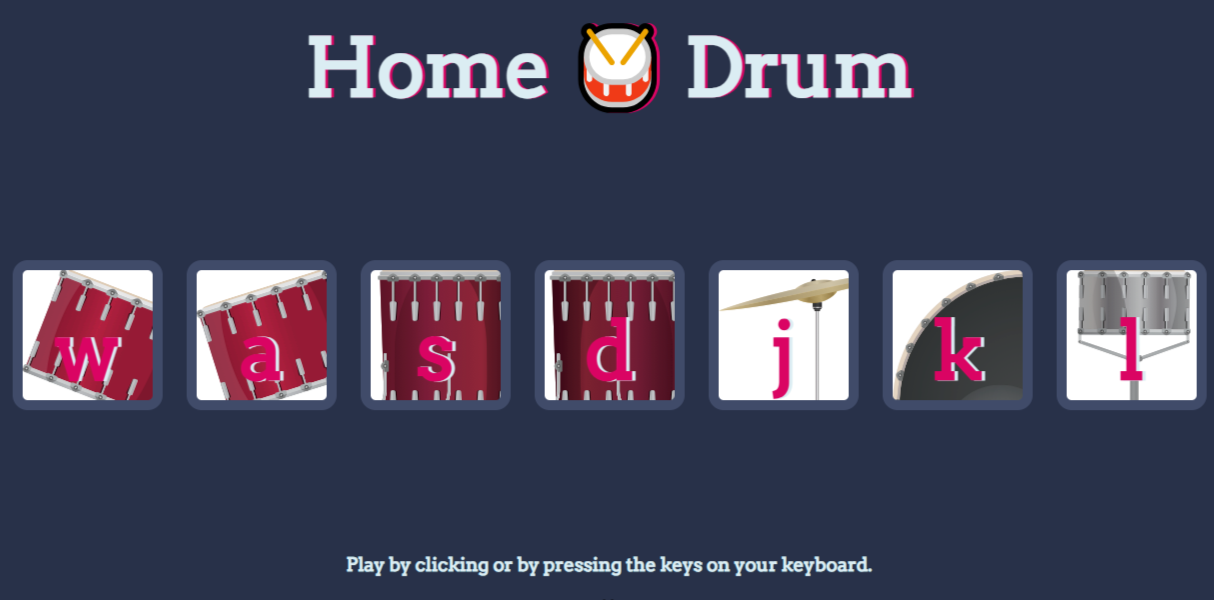 Home Drum
w a s d j k l
Play by clicking or by pressing the keys on your keyboard.